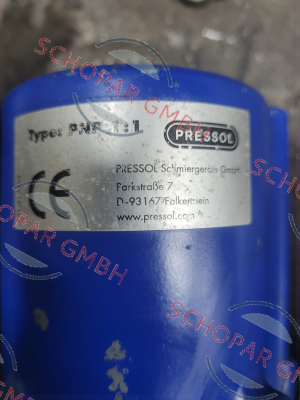 Type: PNP 1:1
PRESSOL
PRESSOL Schmiergeräte GmbH
Parkstraße 7
D-93167 Falkenstein
www.pressol.com
CE
SCHOPAR GMBH
SCHOPAR GMBH
SCHOPAR GMBH
SCHOPAR GMBH